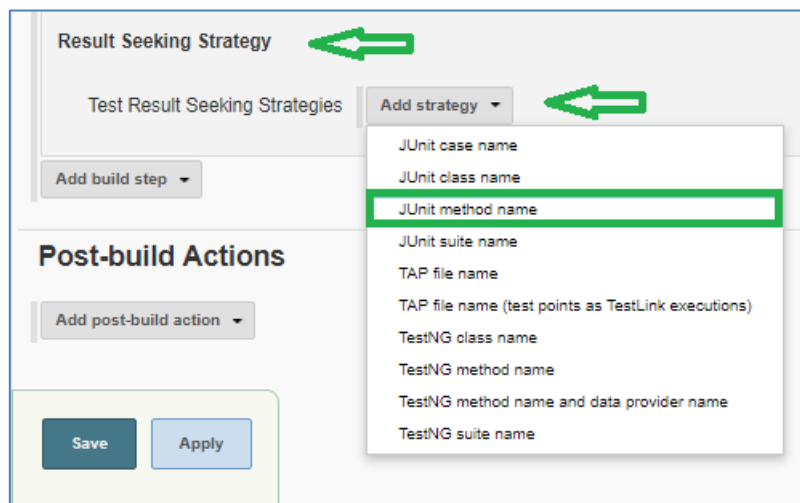 Result Seeking Strategy
Test Result Seeking Strategies
Add strategy
JUnit case name
JUnit class name
JUnit method name
JUnit suite name
TAP file name
TAP file name (test points as TestLink executions)
TestNG class name
TestNG method name
TestNG method name and data provider name
TestNG suite name
Add build step
Post-build Actions
Add post-build action
Save
Apply